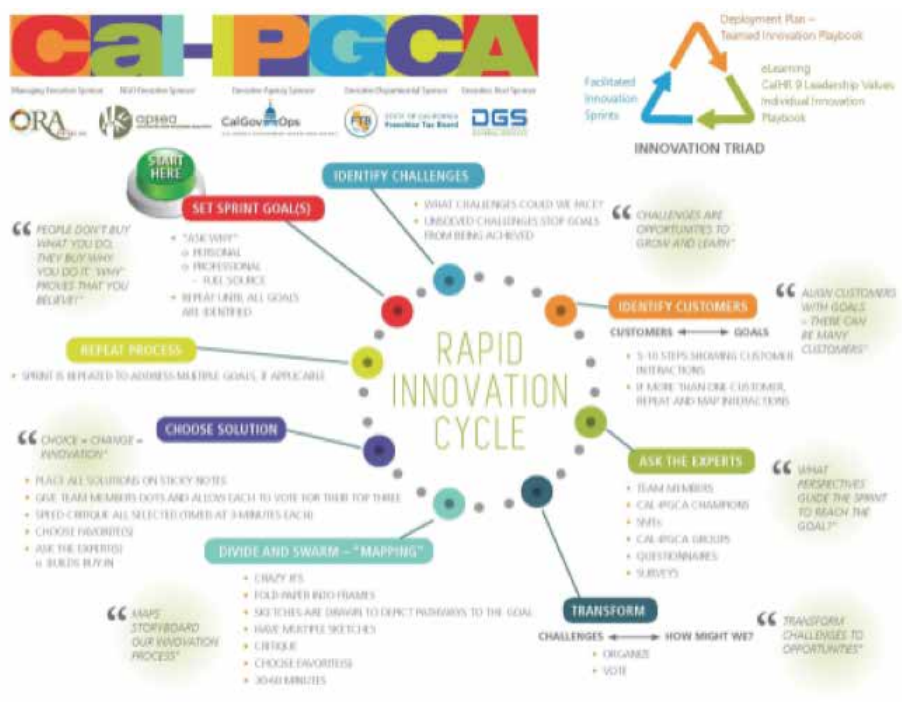 Cal-IPGCA
Managing Executive Sponsor
NGO Executive Sponsor
Executive Agency Sponsor
Executive Departmental Sponsor
Executive Host Sponsor
ORA
apsea
CalGovOps
FTB
STATE OF CALIFORNIA
Franchise Tax Board
DGS
Deployment Plan –
Teamed Innovation Playbook
eLearning
CalHR 9 Leadership Values
Individual Innovation
Playbook
Facilitated
Innovation
Sprints
INNOVATION TRIAD
START
HERE
SET SPRINT GOAL(S)
• "ASK WHY"
o PERSONAL
o PROFESSIONAL
– FUEL SOURCE
• REPEAT UNTIL ALL GOALS
ARE IDENTIFIED
“ PEOPLE DON'T BUY
WHAT YOU DO,
THEY BUY WHY
YOU DO IT. 'WHY'
PROVES THAT YOU
BELIEVE!"
IDENTIFY CHALLENGES
• WHAT CHALLENGES COULD WE FACE?
• UNSOLVED CHALLENGES STOP GOALS
FROM BEING ACHIEVED
“ CHALLENGES ARE
OPPORTUNITIES TO
GROW AND LEARN"
IDENTIFY CUSTOMERS
CUSTOMERS ↔ GOALS
• 5-10 STEPS SHOWING CUSTOMER
INTERACTIONS
• IF MORE THAN ONE CUSTOMER,
REPEAT AND MAP INTERACTIONS
“ ALIGN CUSTOMERS
WITH GOALS
– THERE CAN
BE MANY
CUSTOMERS"
RAPID
INNOVATION
CYCLE
ASK THE EXPERTS
• TEAM MEMBERS
• CAL-IPGCA CHAMPIONS
• SMEs
• CAL-IPGCA GROUPS
• QUESTIONNAIRES
• SURVEYS
“ WHAT
PERSPECTIVES
GUIDE THE SPRINT
TO REACH THE
GOAL?"
TRANSFORM
CHALLENGES ↔ HOW MIGHT WE?
• ORGANIZE
• VOTE
“ TRANSFORM
CHALLENGES TO
OPPORTUNITIES"
DIVIDE AND SWARM – "MAPPING"
• CRAZY 8'S
• FOLD PAPER INTO FRAMES
• SKETCHES ARE DRAWN TO DEPICT PATHWAYS TO THE GOAL
• HAVE MULTIPLE SKETCHES
• CRITIQUE
• CHOOSE FAVORITE(S)
• 30-60 MINUTES
“ MAPS
STORYBOARD
OUR INNOVATION
PROCESS"
CHOOSE SOLUTION
“ CHOICE = CHANGE =
INNOVATION"
• PLACE ALL SOLUTIONS ON STICKY NOTES
• GIVE TEAM MEMBERS DOTS AND ALLOWS EACH TO VOTE FOR THEIR TOP THREE
• SPEED CRITIQUE ALL SELECTED (TIMER AT 3-MINUTES EACH)
• CHOOSE FAVORITE(S)
• ASK THE EXPERT(S)
o BUILDS BUY IN
REPEAT PROCESS
• SPRINT IS REPEATED TO ADDRESS MULTIPLE GOALS, IF APPLICABLE